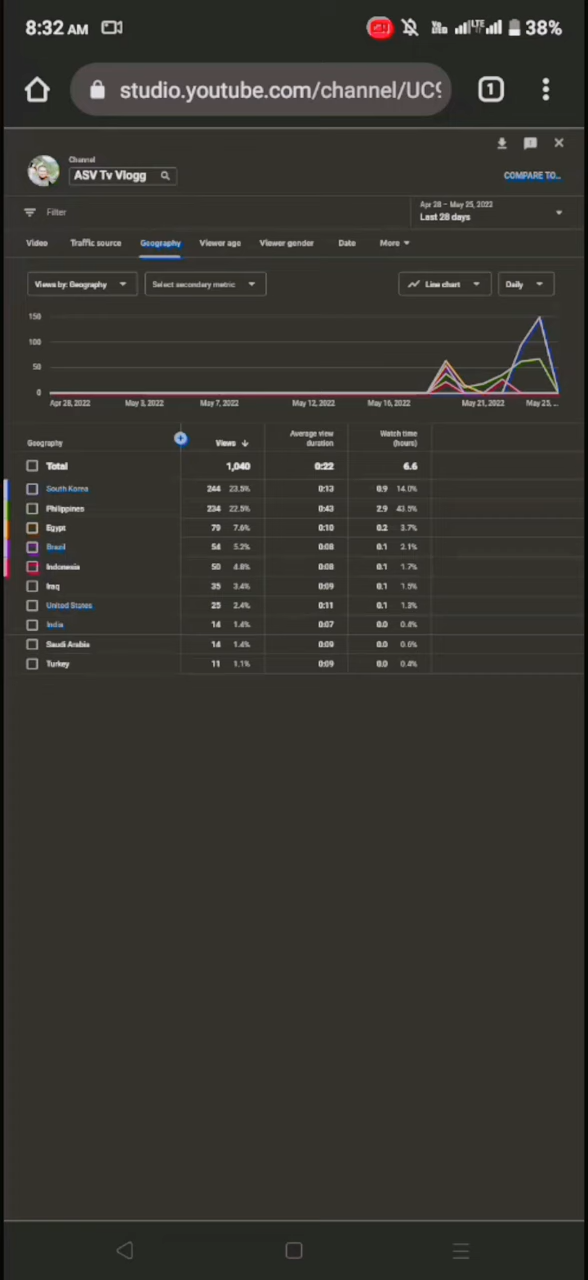 8:32 AM 38%
studio.youtube.com/channel/UC9
1
Channel
ASV Tv Vlogg
COMPARE TO...
Filter
Apr 28 – May 25, 2022
Last 28 days
Video Traffic source Geography Viewer age Viewer gender Date More
Views by: Geography Select secondary metric Line chart Daily
150
100
50
0
Apr 28, 2022 May 3, 2022 May 7, 2022 May 12, 2022 May 16, 2022 May 21, 2022 May 25, ...
Geography Views Average view duration Watch time (hours)
Total 1,040 0:22 6.6
South Korea 244 23.5% 0:13 0.9 14.0%
Philippines 234 22.5% 0:43 2.9 43.5%
Egypt 79 7.6% 0:10 0.2 3.7%
Brazil 54 5.2% 0:08 0.1 2.1%
Indonesia 50 4.8% 0:08 0.1 1.7%
Iraq 35 3.4% 0:09 0.1 1.5%
United States 25 2.4% 0:11 0.1 1.3%
India 14 1.4% 0:07 0.0 0.4%
Saudi Arabia 14 1.4% 0:09 0.0 0.6%
Turkey 11 1.1% 0:09 0.0 0.4%